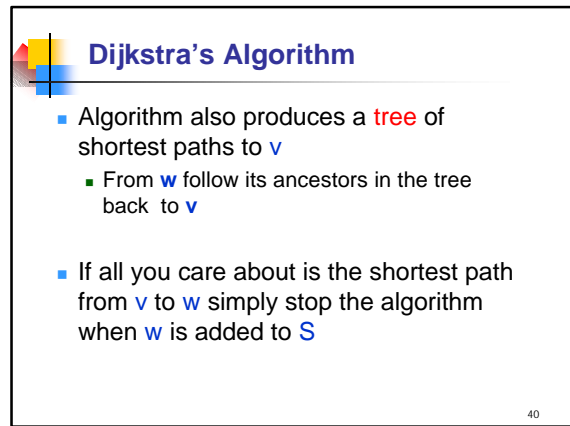 Dijkstra's Algorithm
Algorithm also produces a tree of
shortest paths to v
From w follow its ancestors in the tree
back to v
If all you care about is the shortest path
from v to w simply stop the algorithm
when w is added to S
40